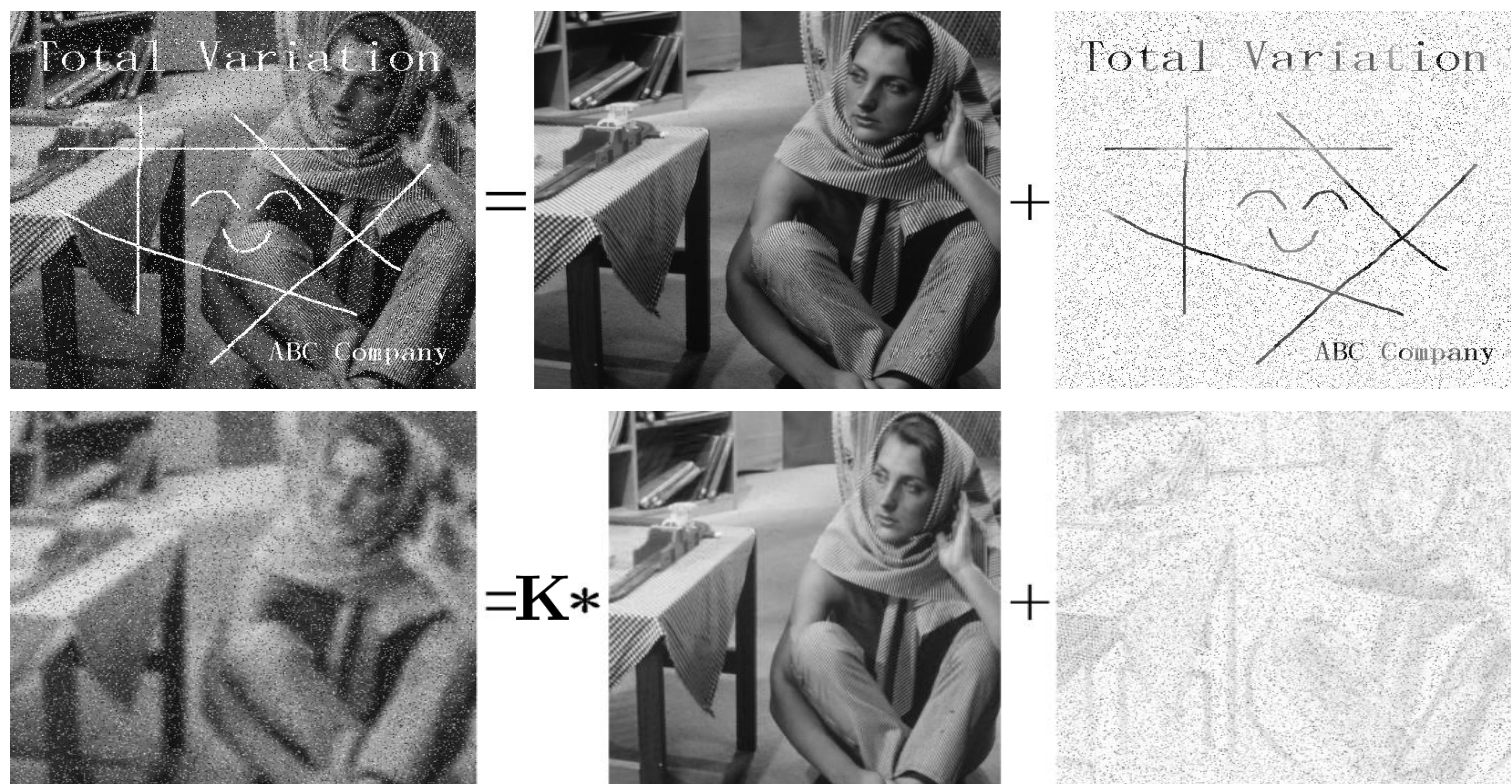 Total Variation
ABC Company
=
+
Total Variation
ABC Company
=K*
+